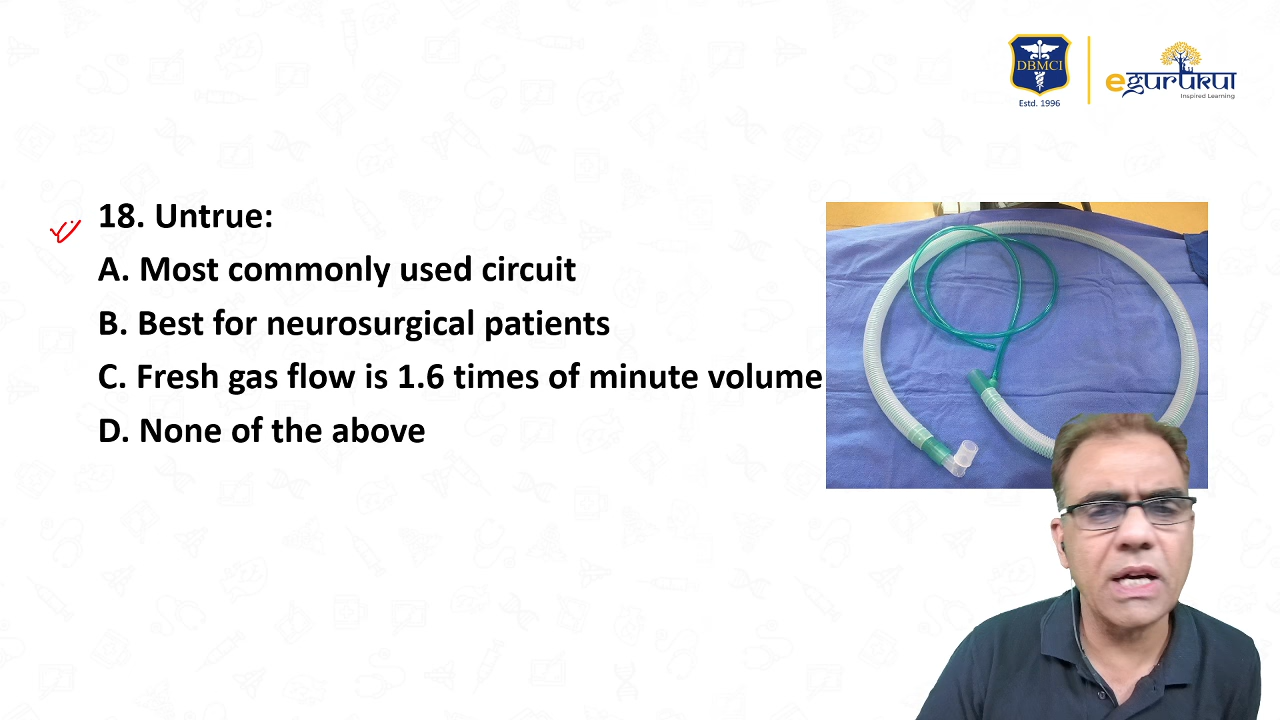 DBMCI
Estd. 1996
egurukul
Inspired Learning
18. Untrue:
A. Most commonly used circuit
B. Best for neurosurgical patients
C. Fresh gas flow is 1.6 times of minute volume
D. None of the above